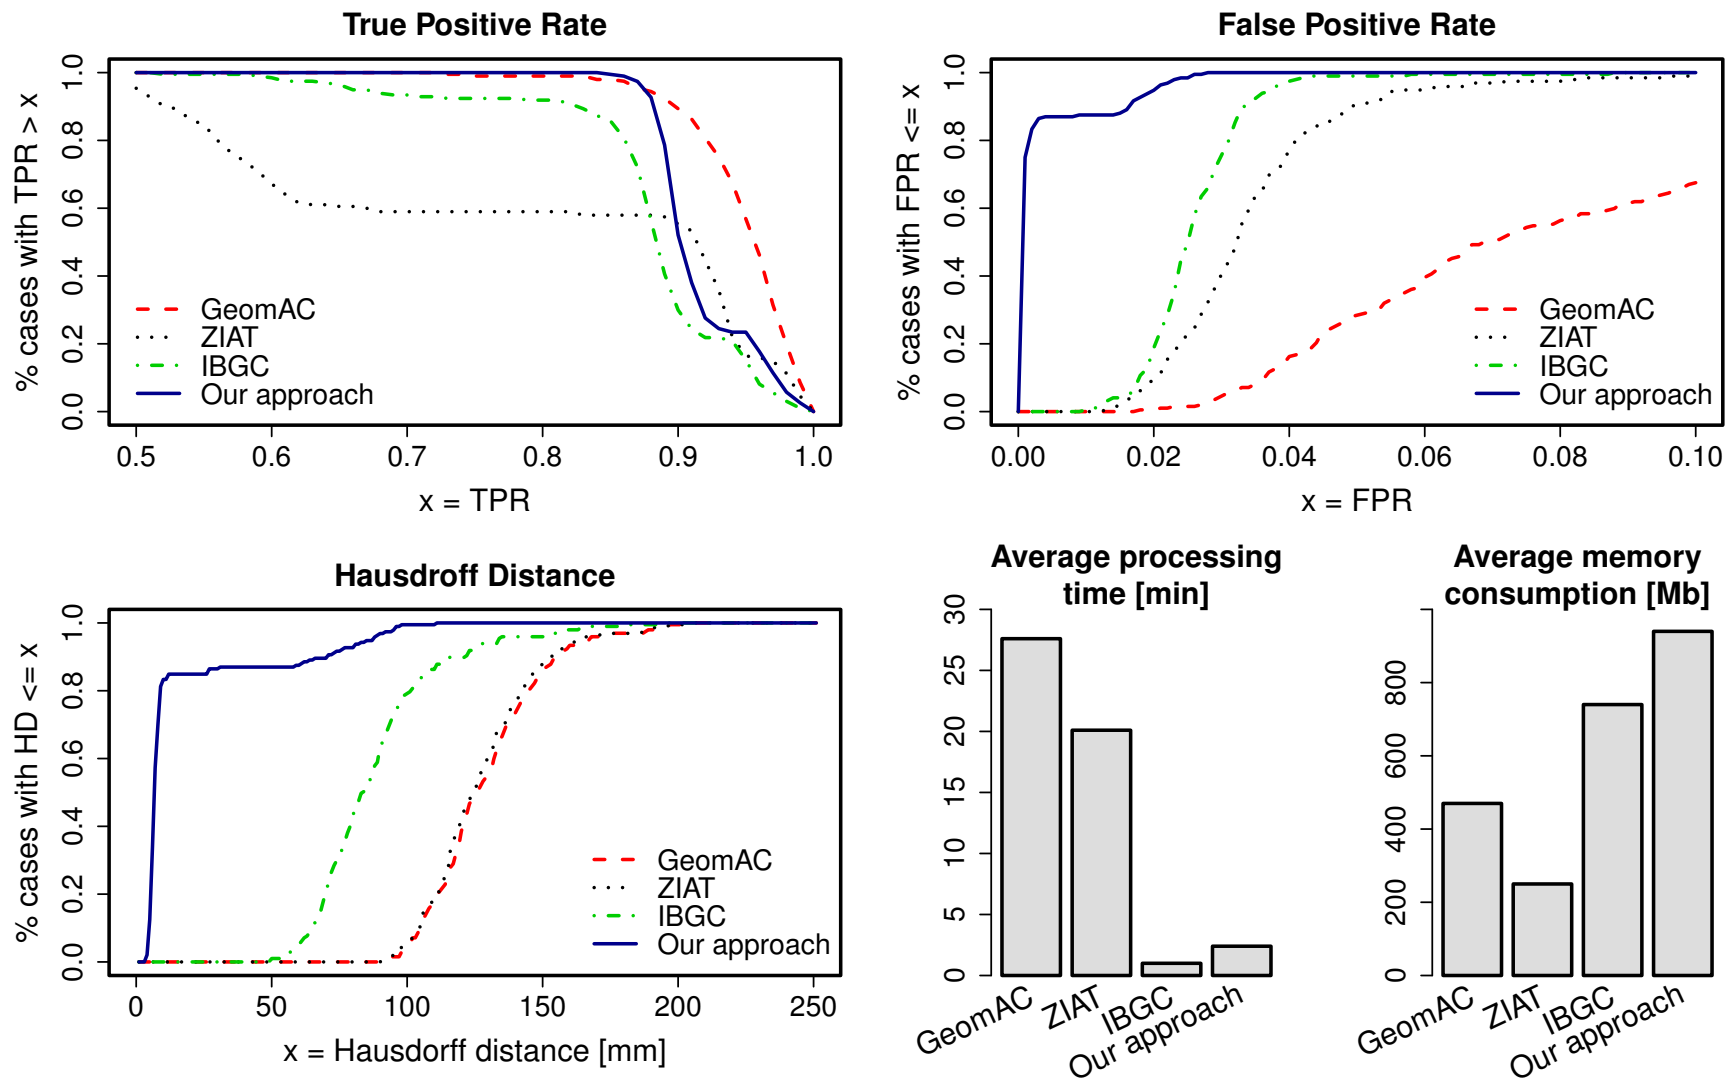 True Positive Rate
% cases with TPR > x
0.0 0.2 0.4 0.6 0.8 1.0
GeomAC
ZIAT
IBGC
Our approach
0.5 0.6 0.7 0.8 0.9 1.0
x = TPR
False Positive Rate
% cases with FPR <= x
0.0 0.2 0.4 0.6 0.8 1.0
GeomAC
ZIAT
IBGC
Our approach
0.00 0.02 0.04 0.06 0.08 0.10
x = FPR
Hausdroff Distance
% cases with HD <= x
0.0 0.2 0.4 0.6 0.8 1.0
GeomAC
ZIAT
IBGC
Our approach
0 50 100 150 200 250
x = Hausdorff distance [mm]
Average processing
time [min]
0 5 10 15 20 25 30
GeomAC
ZIAT
IBGC
Our approach
Average memory
consumption [Mb]
0 200 400 600 800
GeomAC
ZIAT
IBGC
Our approach